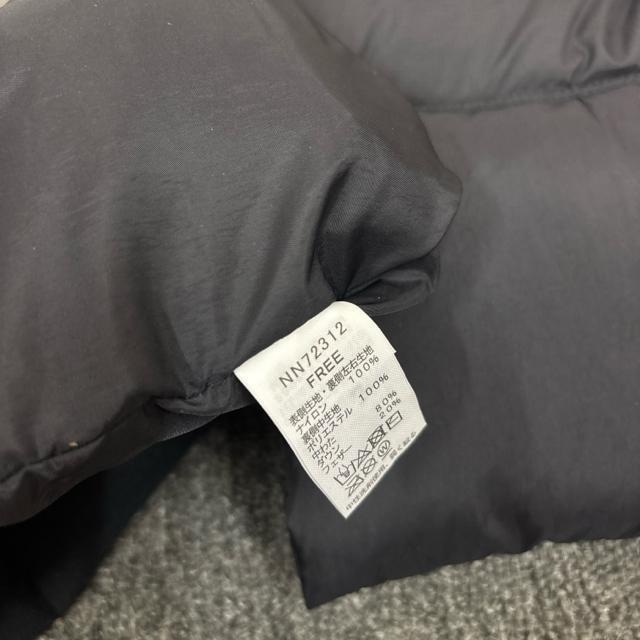 NN72312
FREE
表側生地・裏側左右生地
ナイロン 100%
裏側生地
ポリエステル 100%
中わた
ダウン 80%
フェザー 20%